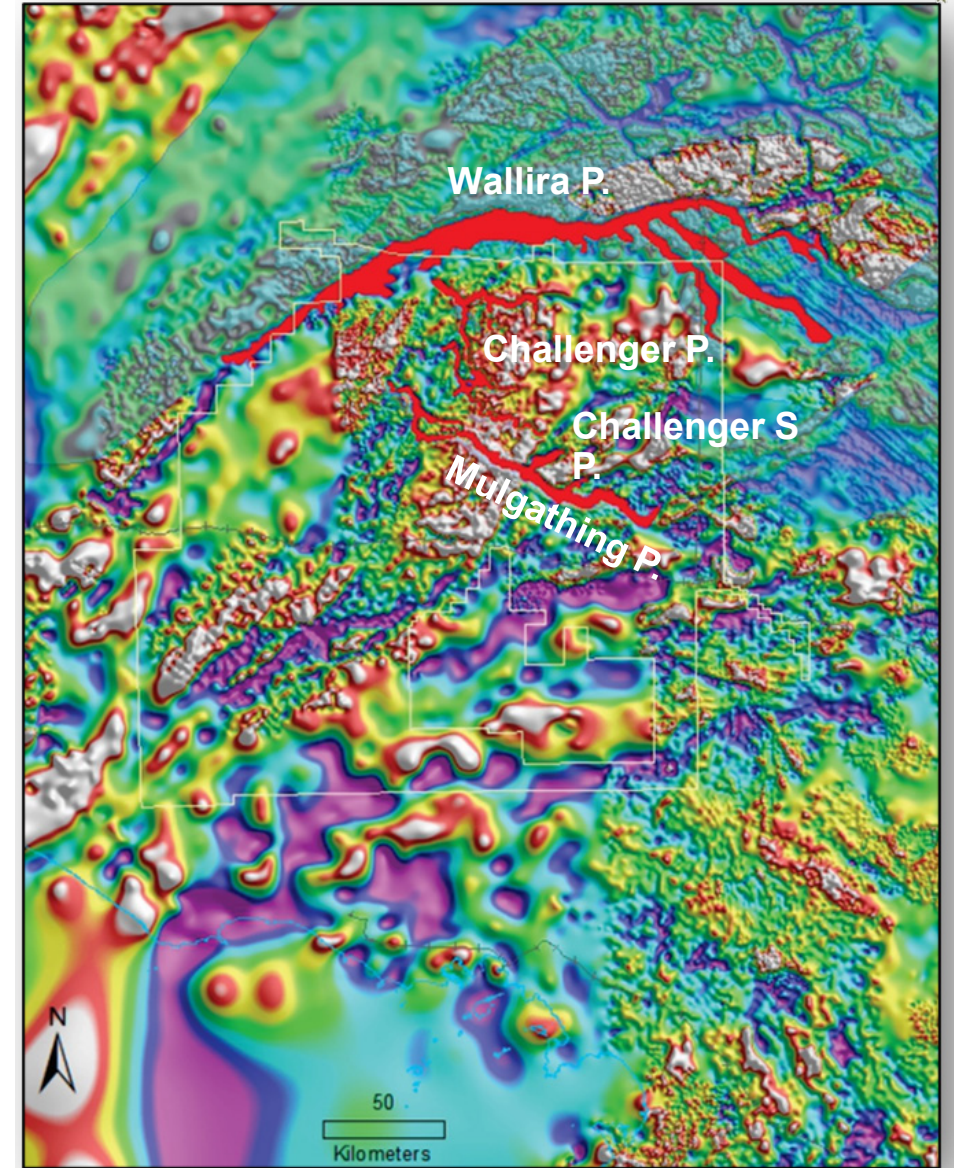 Wallira P.
Challenger P.
Challenger S
P.
Mulgathing P.
N
50
Kilometers